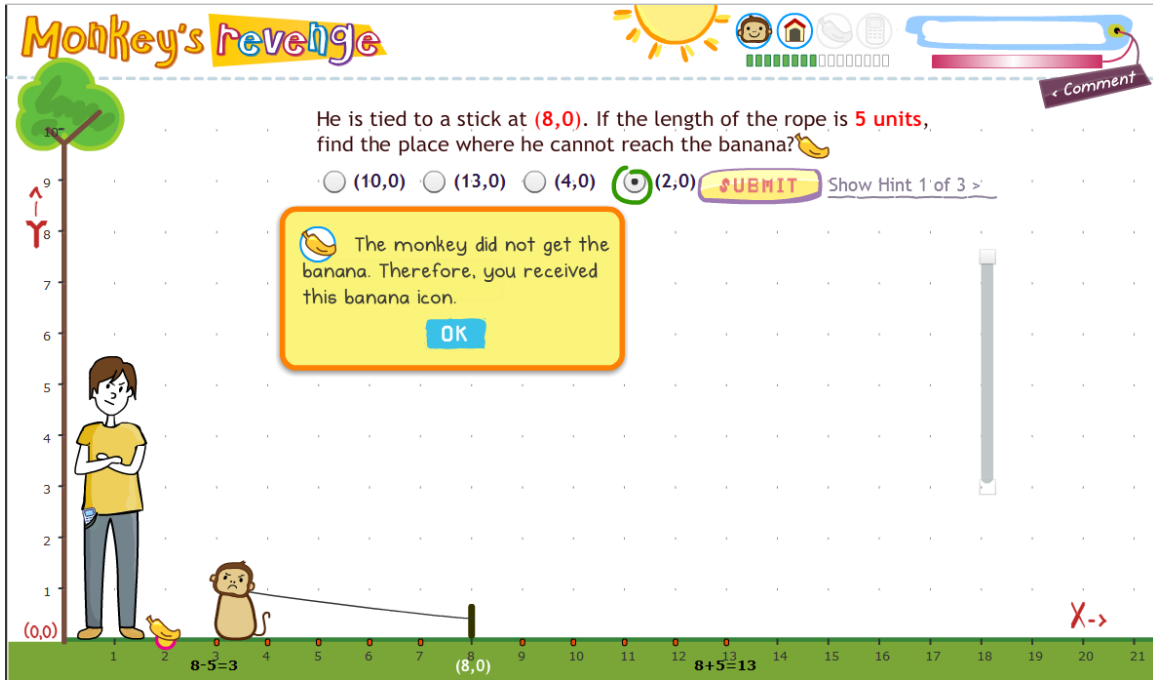 Monkey's revenge
< Comment
He is tied to a stick at (8,0). If the length of the rope is 5 units,
find the place where he cannot reach the banana?
(10,0) (13,0) (4,0) (2,0) SUBMIT Show Hint 1 of 3 >
The monkey did not get the
banana. Therefore, you received
this banana icon.
OK
10
9
Y->
8
7
6
5
4
3
2
1
(0,0)
X->
1 2 3 4 5 6 7 8 9 10 11 12 13 14 15 16 17 18 19 20 21
8-5=3 (8,0) 8+5=13